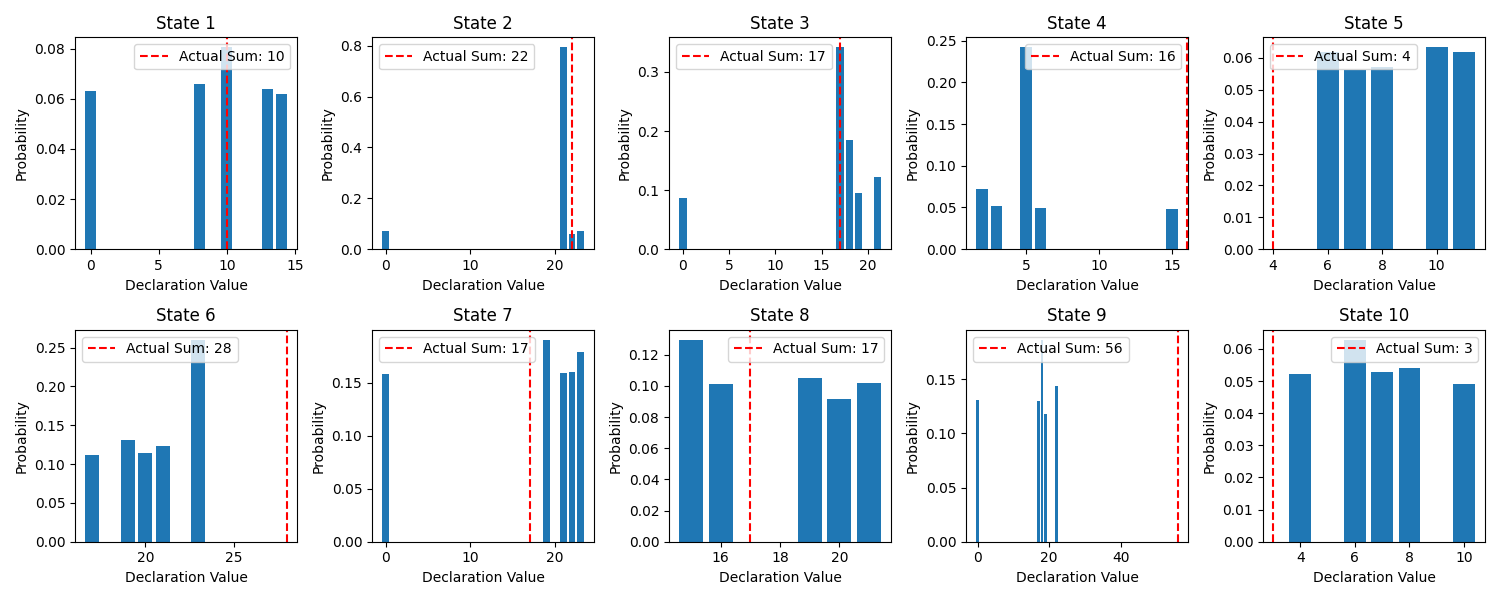 State 1
State 2
State 3
State 4
State 5
Actual Sum: 10
Actual Sum: 22
Actual Sum: 17
Actual Sum: 16
Actual Sum: 4
Probability
0.08
0.06
0.04
0.02
0.00
0 5 10 15
Declaration Value
Probability
0.8
0.6
0.4
0.2
0.0
0 10 20
Declaration Value
Probability
0.3
0.2
0.1
0.0
0 5 10 15 20
Declaration Value
Probability
0.25
0.20
0.15
0.10
0.05
0.00
5 10 15
Declaration Value
Probability
0.06
0.05
0.04
0.03
0.02
0.01
0.00
4 6 8 10
Declaration Value
State 6
State 7
State 8
State 9
State 10
Actual Sum: 28
Actual Sum: 17
Actual Sum: 17
Actual Sum: 56
Actual Sum: 3
Probability
0.25
0.20
0.15
0.10
0.05
0.00
20 25
Declaration Value
Probability
0.15
0.10
0.05
0.00
0 10 20
Declaration Value
Probability
0.12
0.10
0.08
0.06
0.04
0.02
0.00
16 18 20
Declaration Value
Probability
0.15
0.10
0.05
0.00
0 20 40
Declaration Value
Probability
0.06
0.05
0.04
0.03
0.02
0.01
0.00
4 6 8 10
Declaration Value